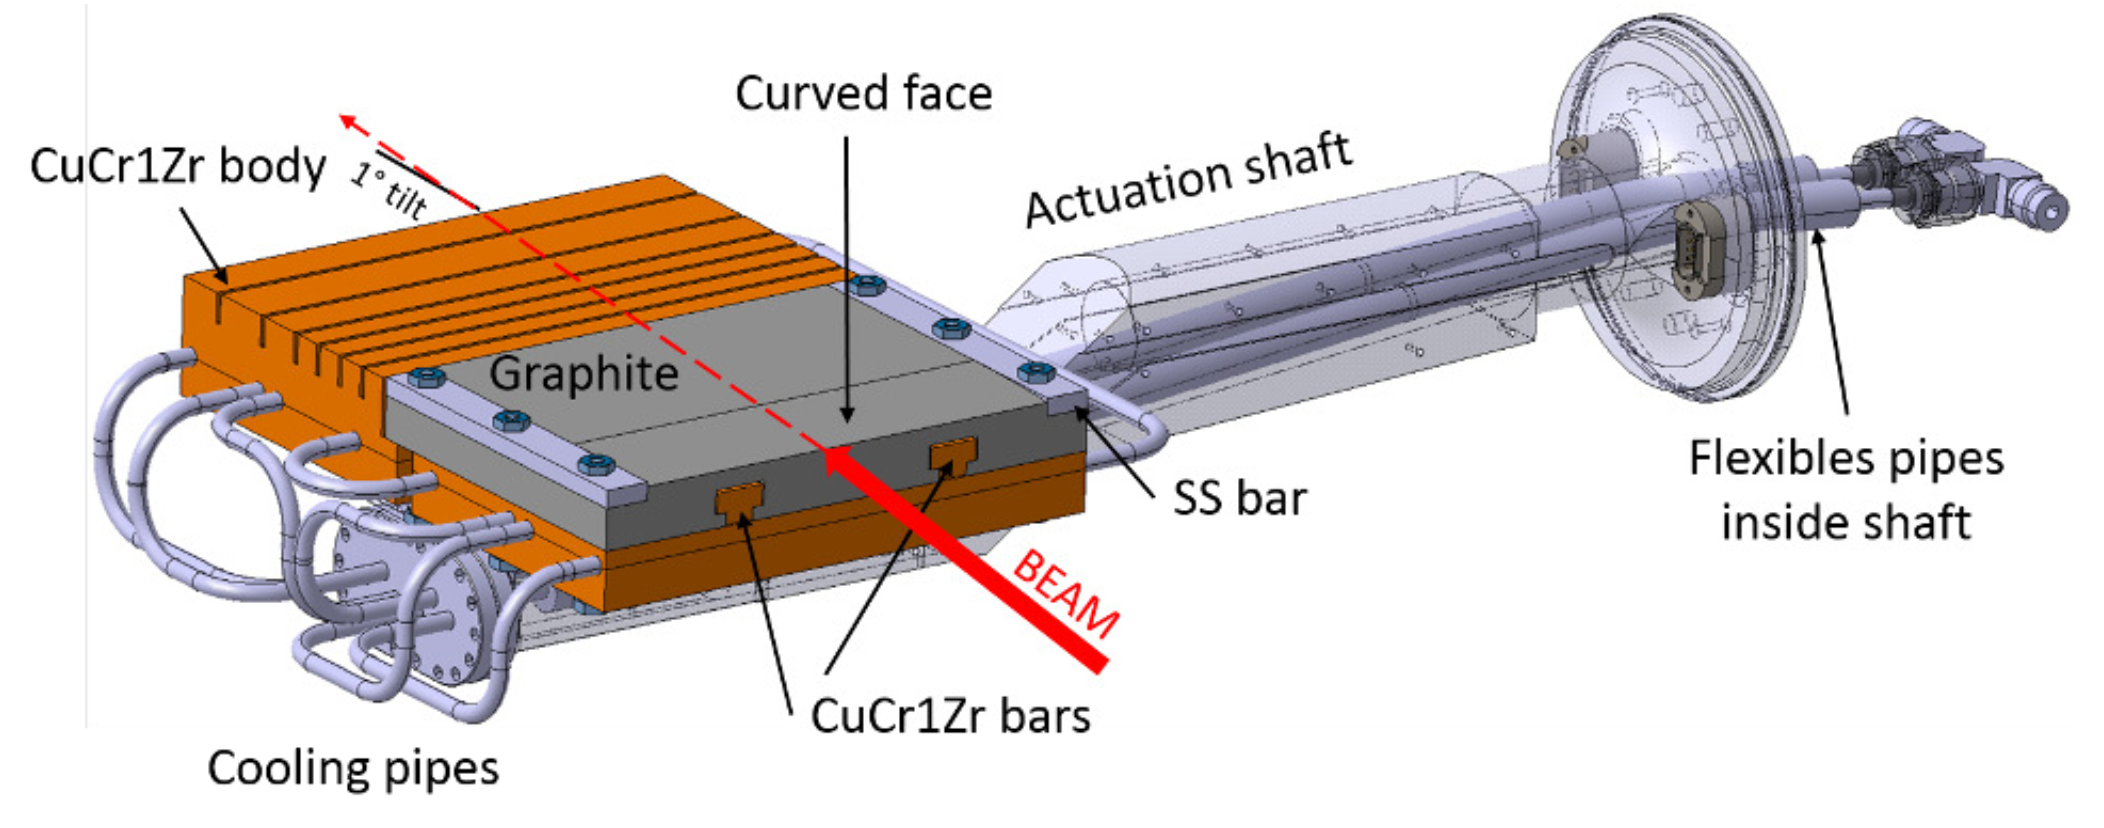 Curved face
CuCr1Zr body
1° tilt
Actuation shaft
Graphite
Flexibles pipes
inside shaft
SS bar
BEAM
CuCr1Zr bars
Cooling pipes